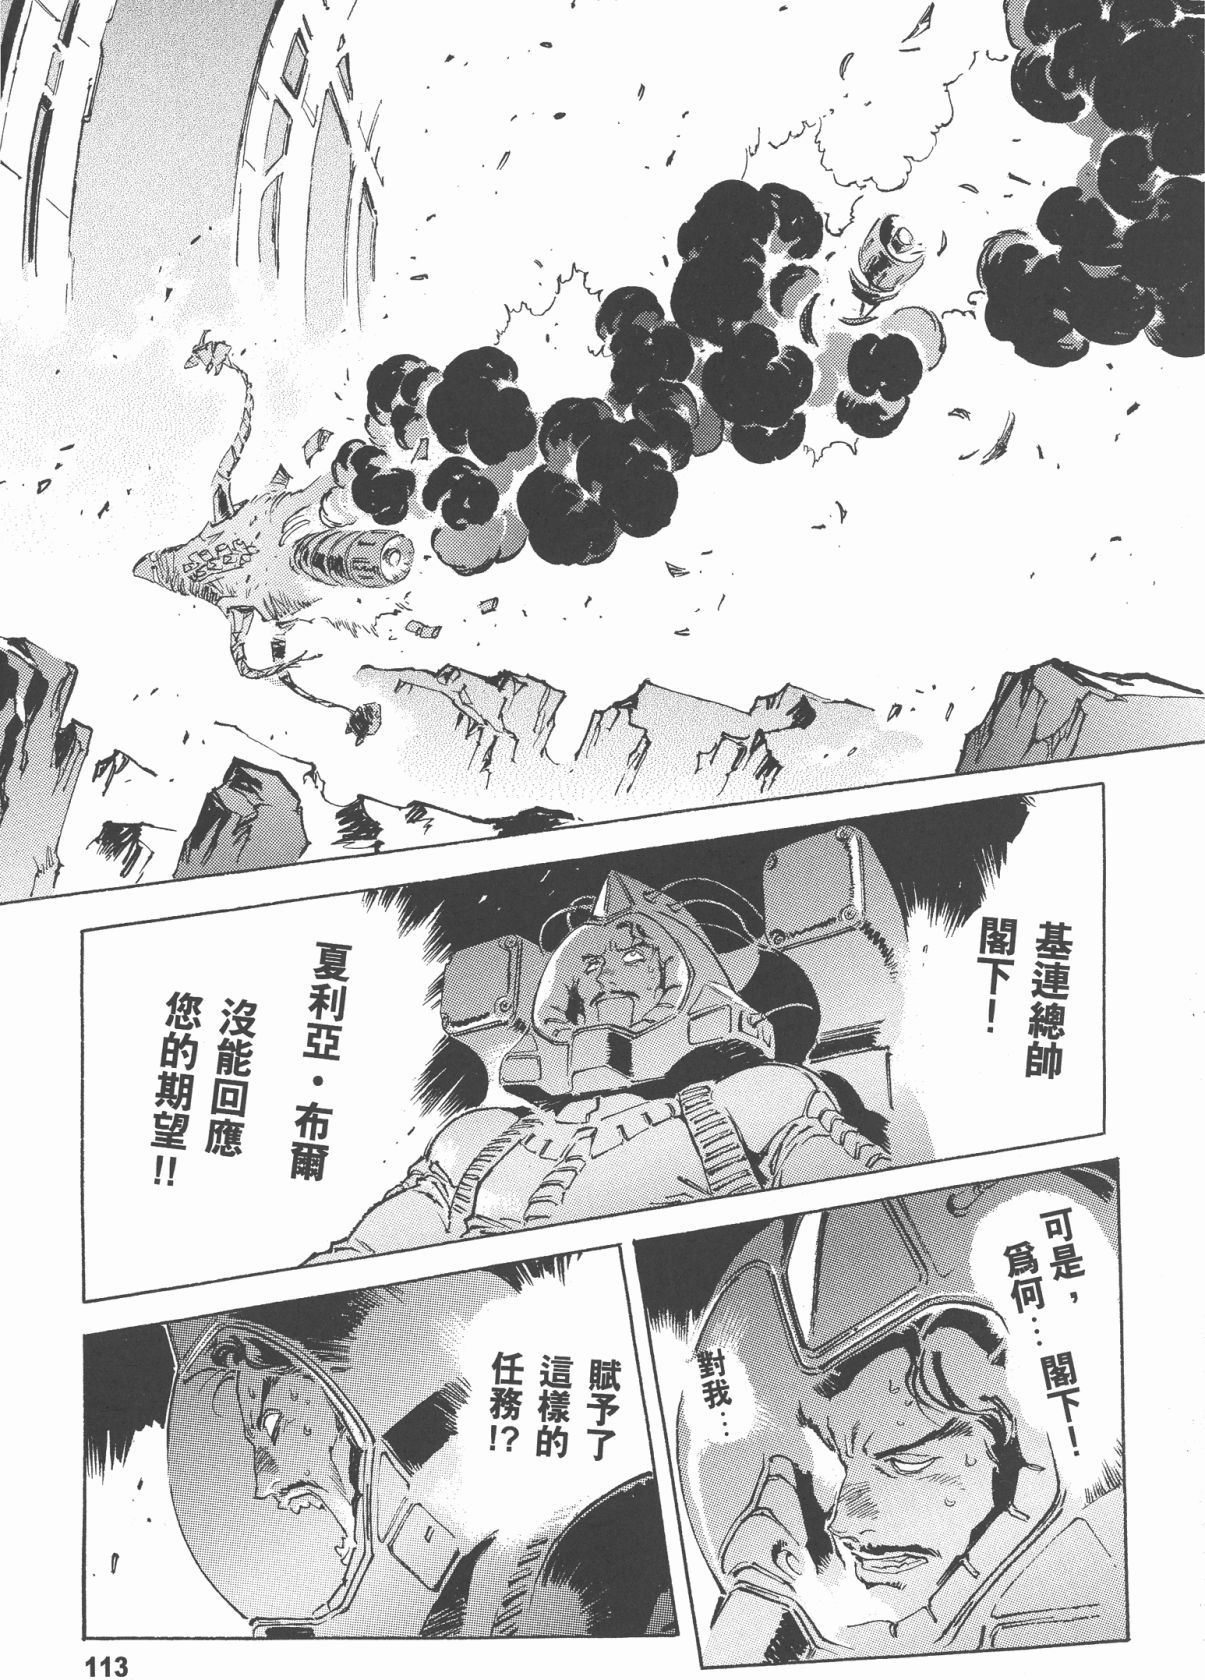 基連總帥
閣下！
夏利亞・布爾
沒能回應
您的期望！！
可是，
爲何…
閣下！
對我…
賦予了
這樣的
任務！？
113